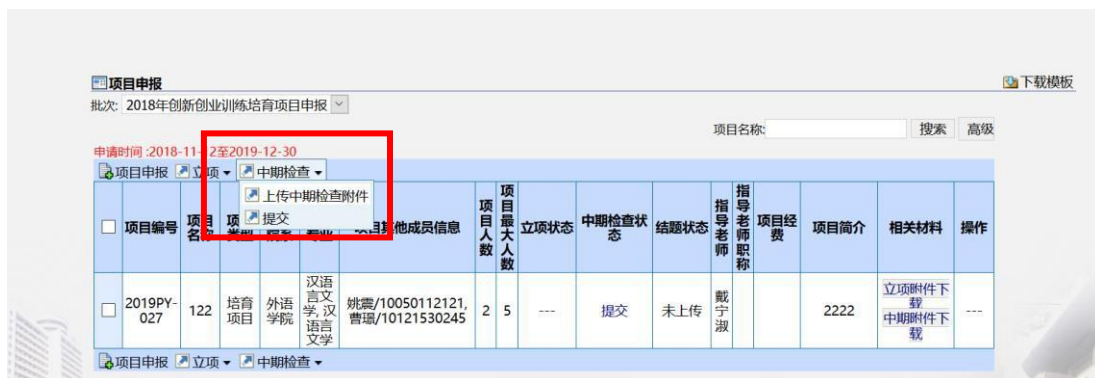 项目申报
下载模板
批次: 2018年创新创业训练培育项目申报
项目名称:
搜索
高级
申请时间 :2018-11-12至2019-12-30
项目申报 立项 中期检查
上传中期检查附件
提交
项目编号
项目名称
项目其他成员信息
项目人数
项目最大人数
立项状态
中期检查状态
结题状态
指导老师
指导老师职称
项目经费
项目简介
相关材料
操作
2019PY-027
122
培育项目
外语学院
汉语言文学, 汉语言文学
姚震/10050112121,
曹瑶/10121530245
2
5
---
提交
未上传
戴宁淑
2222
立项附件下载
中期附件下载
---
项目申报 立项 中期检查